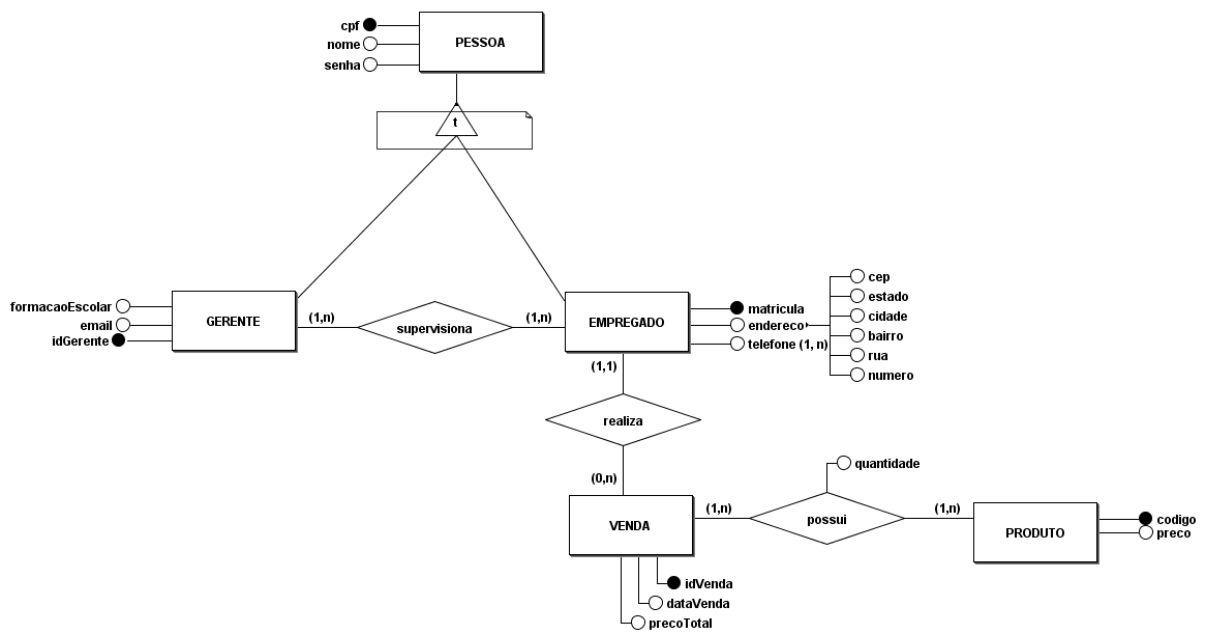 cpf
nome
senha
PESSOA
t
formacaoEscolar
email
idGerente
GERENTE
(1,n)
supervisiona
(1,n)
EMPREGADO
matricula
endereco
telefone (1, n)
cep
estado
cidade
bairro
rua
numero
(1,1)
realiza
(0,n)
VENDA
(1,n)
quantidade
possui
(1,n)
PRODUTO
codigo
preco
idVenda
dataVenda
precoTotal